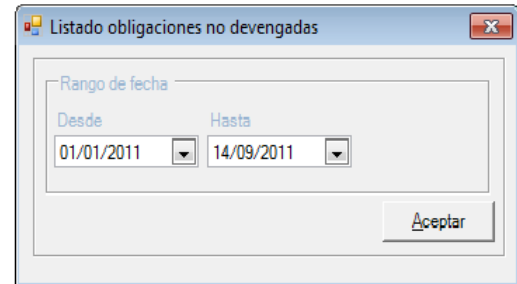 Listado obligaciones no devengadas
Rango de fecha
Desde Hasta
01/01/2011 14/09/2011
Aceptar